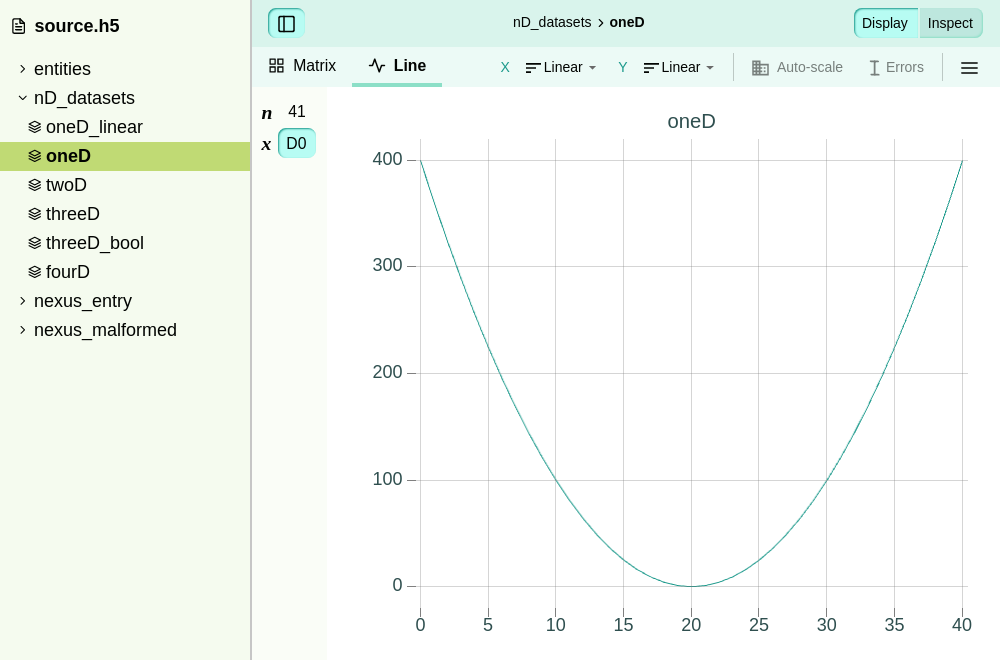 source.h5
entities
nD_datasets
oneD_linear
oneD
twoD
threeD
threeD_bool
fourD
nexus_entry
nexus_malformed
nD_datasets › oneD
Display Inspect
Matrix Line X Linear Y Linear Auto-scale Errors
n 41
x D0
oneD
400
300
200
100
0
0 5 10 15 20 25 30 35 40